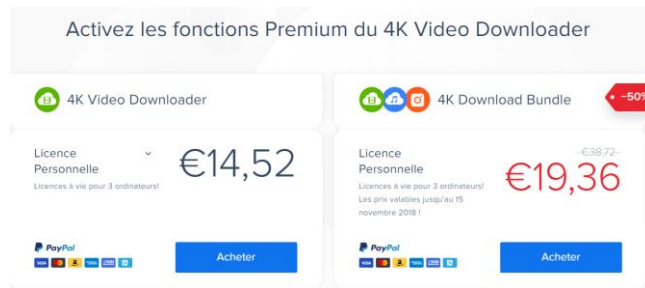 Activez les fonctions Premium du 4K Video Downloader
4K Video Downloader
Licence
Personnelle
Licences à vie pour 3 ordinateurs!
€14,52
PayPal
VISA
Acheter
4K Download Bundle
-50%
Licence
Personnelle
Licences à vie pour 3 ordinateurs!
Les prix valables jusqu'au 15
novembre 2018 !
€38,72
€19,36
PayPal
VISA
Acheter